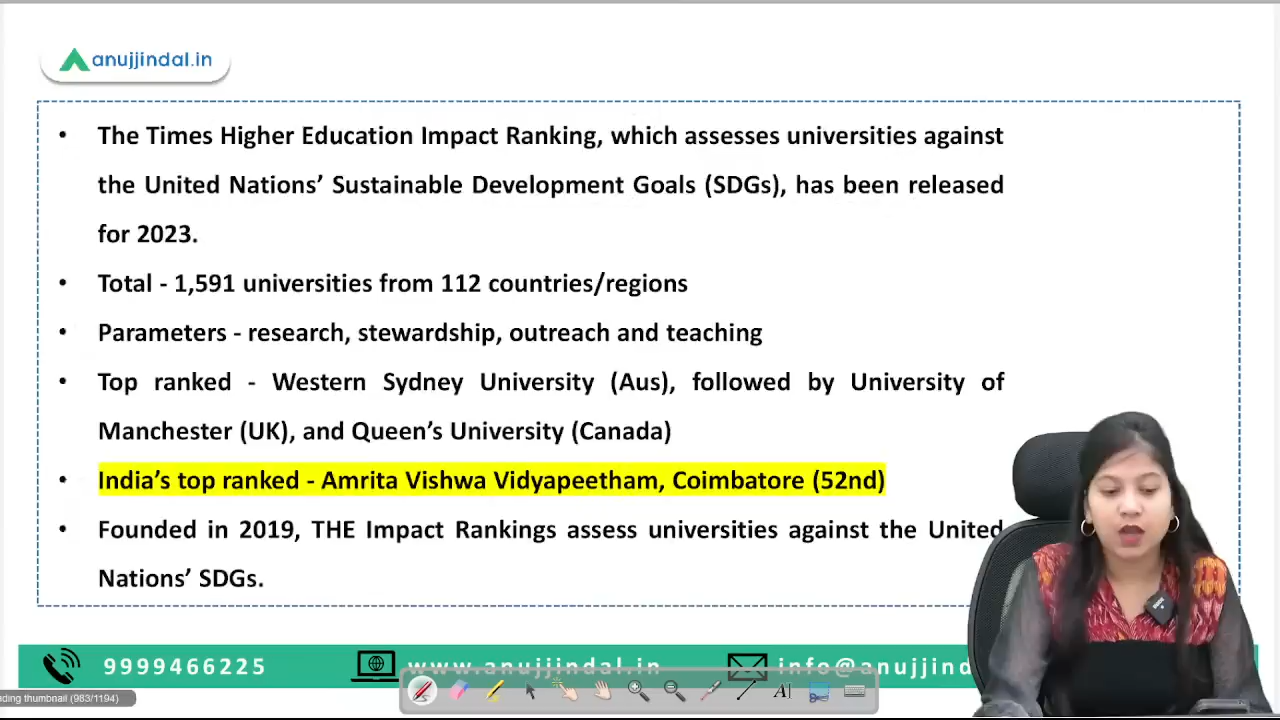 anujjindal.in
• The Times Higher Education Impact Ranking, which assesses universities against
the United Nations’ Sustainable Development Goals (SDGs), has been released
for 2023.
• Total - 1,591 universities from 112 countries/regions
• Parameters - research, stewardship, outreach and teaching
• Top ranked - Western Sydney University (Aus), followed by University of
Manchester (UK), and Queen’s University (Canada)
• India’s top ranked - Amrita Vishwa Vidyapeetham, Coimbatore (52nd)
• Founded in 2019, THE Impact Rankings assess universities against the United
Nations’ SDGs.
9999466225
www.anujjindal.in
info@anujjind
ding thumbnail (983/1194)
A